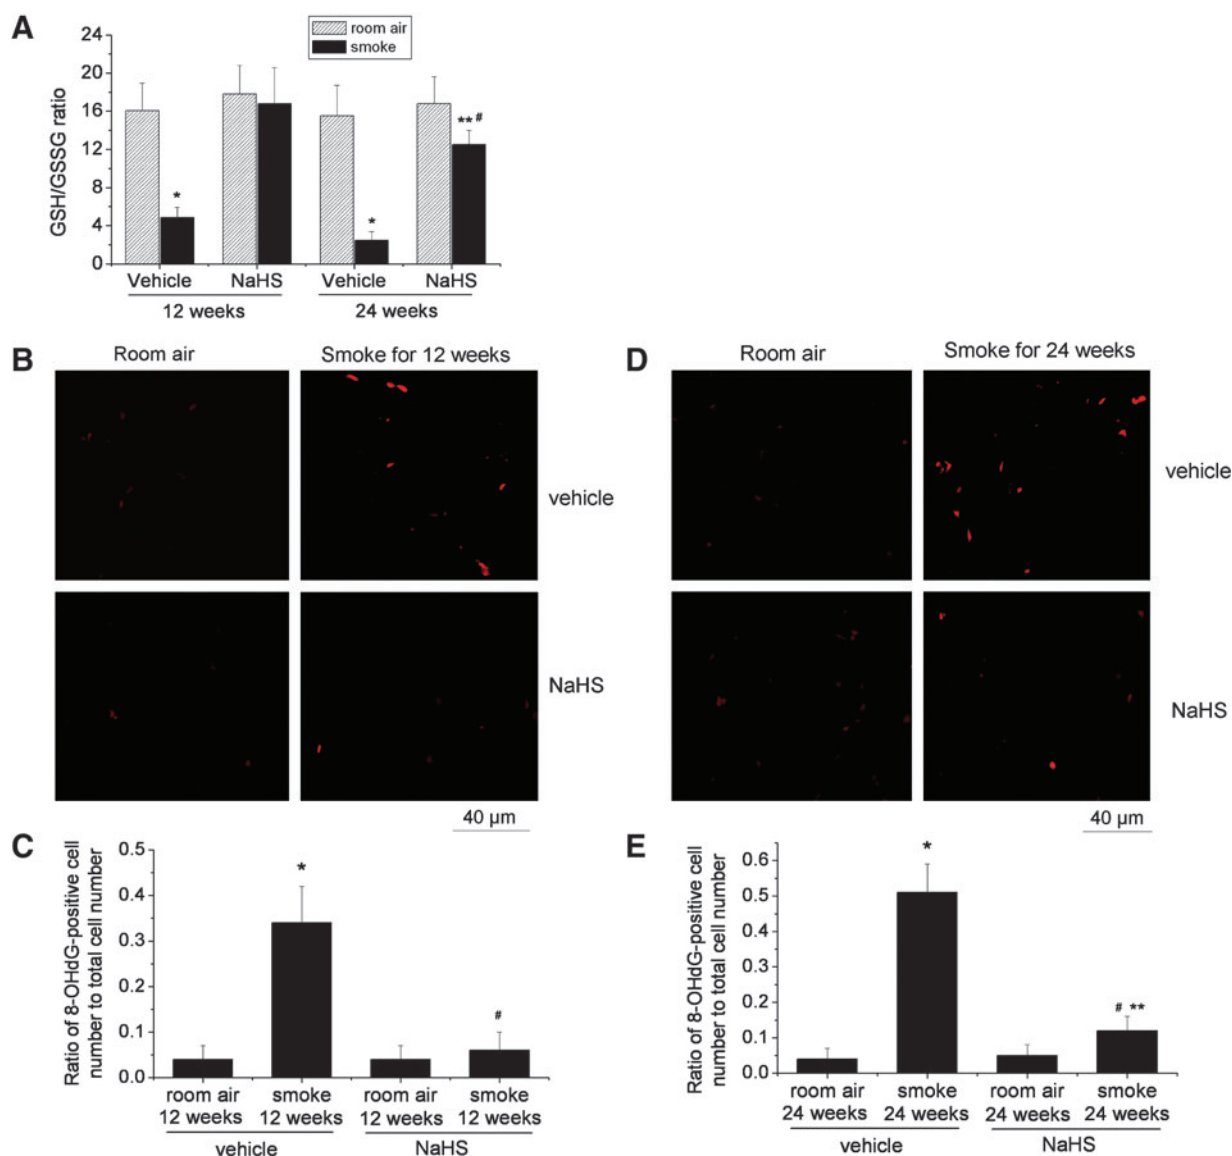 A
room air
smoke
GSH/GSSG ratio
24
20
16
12
8
4
0
*
*
** #
Vehicle
NaHS
Vehicle
NaHS
12 weeks
24 weeks
B
Room air
Smoke for 12 weeks
vehicle
NaHS
40 µm
D
Room air
Smoke for 24 weeks
vehicle
NaHS
40 µm
C
Ratio of 8-OHdG-positive cell
number to total cell number
0.5
0.4
0.3
0.2
0.1
0.0
*
#
room air
12 weeks
smoke
12 weeks
room air
12 weeks
smoke
12 weeks
vehicle
NaHS
E
Ratio of 8-OHdG-positive cell
number to total cell number
0.6
0.5
0.4
0.3
0.2
0.1
0.0
*
# **
room air
24 weeks
smoke
24 weeks
room air
24 weeks
smoke
24 weeks
vehicle
NaHS